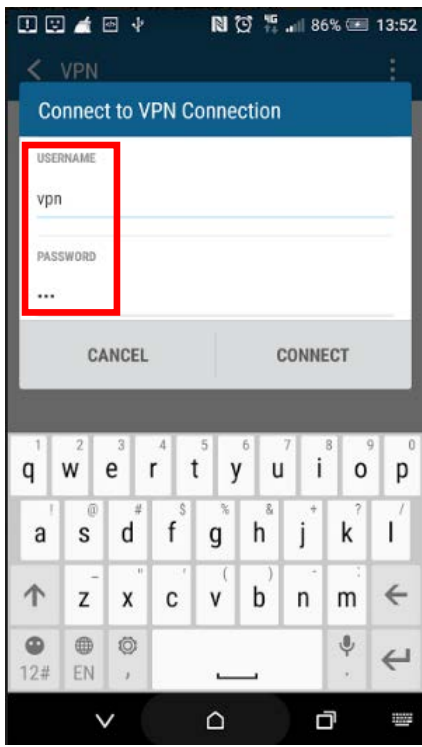 4G 86% 13:52
VPN
Connect to VPN Connection
USERNAME
vpn
PASSWORD
•••
CANCEL CONNECT
1 2 3 4 5 6 7 8 9 0
q w e r t y u i o p
! @ # $ % & + ? /
a s d f g h j k l
_ " ' ( ) - :
z x c v b n m
12# EN , .